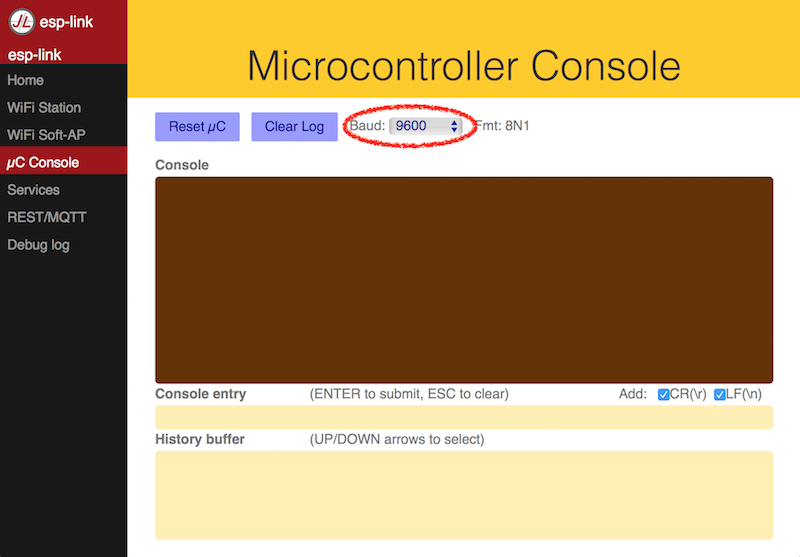 JL esp-link
esp-link
Home
WiFi Station
WiFi Soft-AP
µC Console
Services
REST/MQTT
Debug log
Microcontroller Console
Reset µC Clear Log Baud: 9600 Fmt: 8N1
Console
Console entry (ENTER to submit, ESC to clear) Add: CR(\r) LF(\n)
History buffer (UP/DOWN arrows to select)